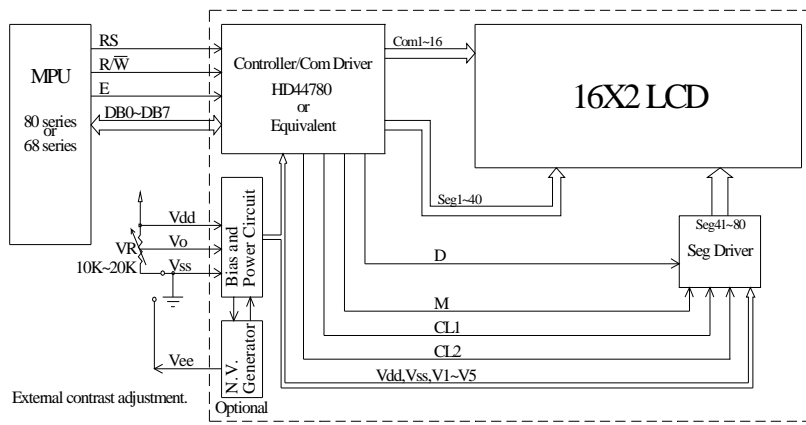 MPU
80 series
or
68 series
RS
R/W̅
E
DB0~DB7
Controller/Com Driver
HD44780
or
Equivalent
Com1~16
16X2 LCD
Seg1~40
Seg41~80
Seg Driver
Vdd
Vo
VR
10K~20K
Vss
Bias and
Power Circuit
D
M
CL1
CL2
Vdd,Vss,V1~V5
Vee
N.V.
Generator
Optional
External contrast adjustment.